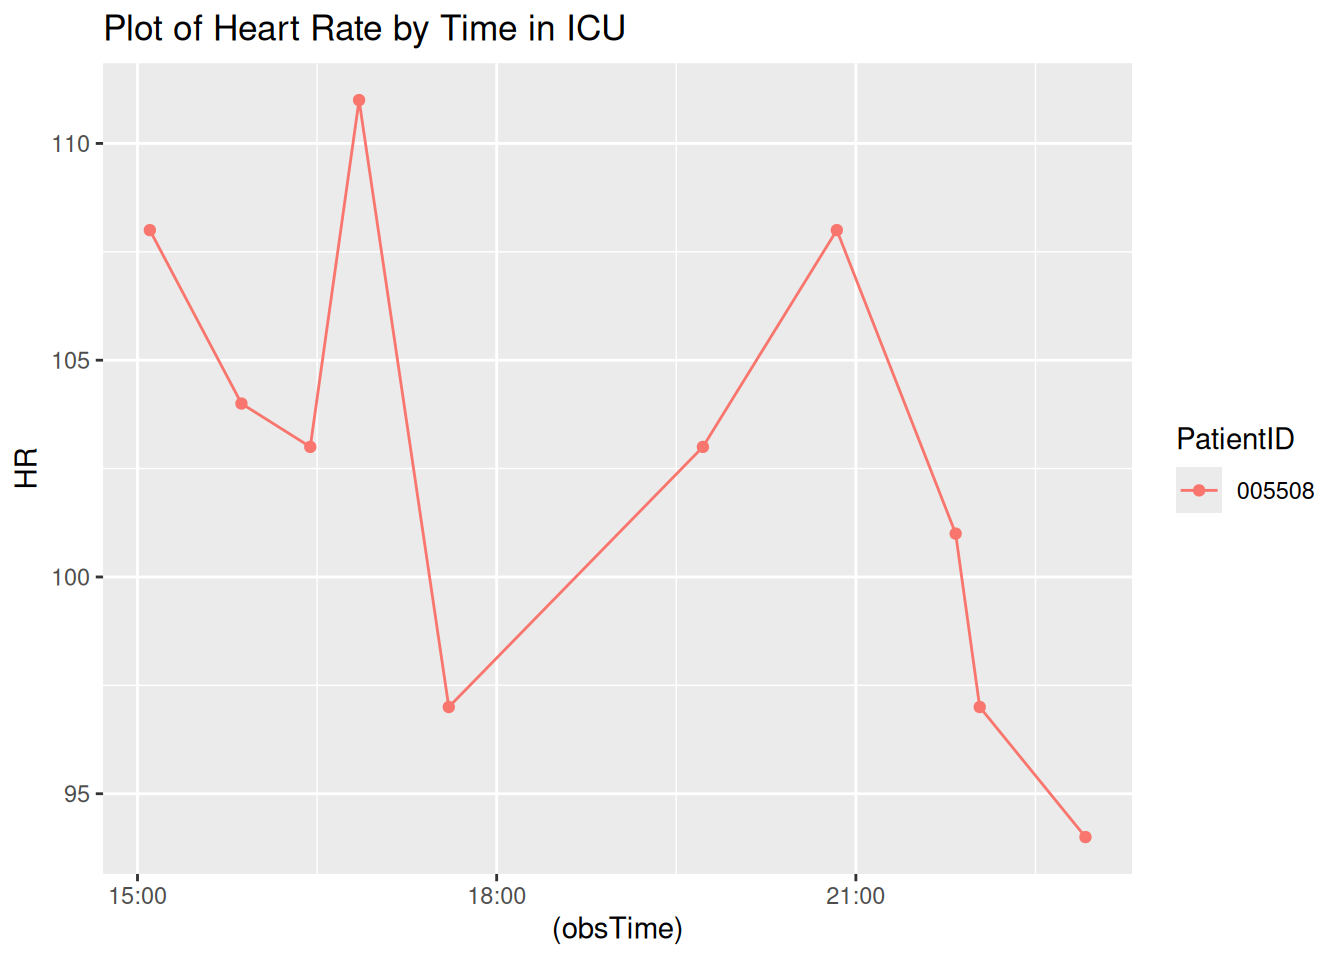 Plot of Heart Rate by Time in ICU
110
105
100
95
HR
15:00 18:00 21:00
(obsTime)
PatientID
005508